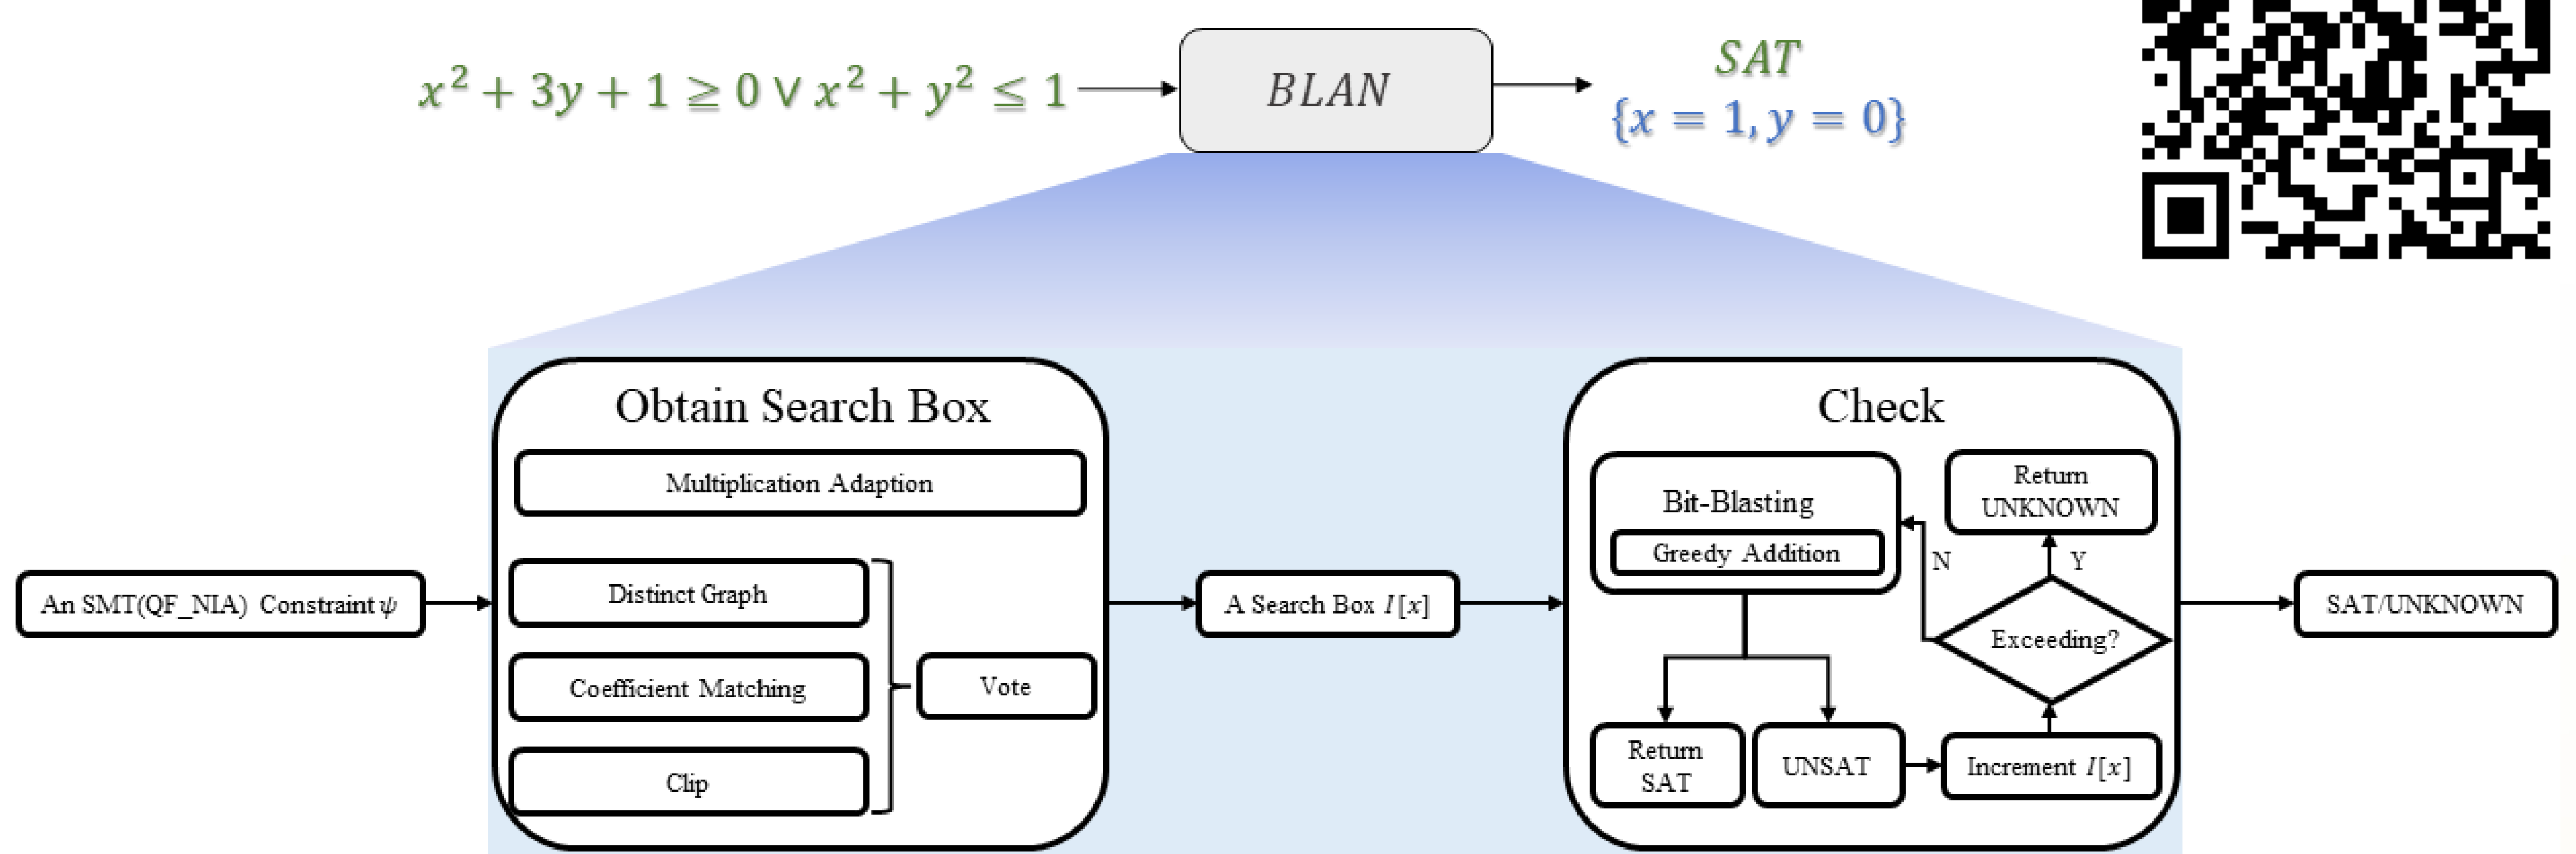 x² + 3y + 1 ≥ 0 ∨ x² + y² ≤ 1
BLAN
SAT
{x = 1, y = 0}
An SMT(QF_NIA) Constraint ψ
Obtain Search Box
Multiplication Adaption
Distinct Graph
Coefficient Matching
Clip
Vote
A Search Box I[x]
Check
Bit-Blasting
Greedy Addition
Return
UNKNOWN
N
Y
Exceeding?
Return
SAT
UNSAT
Increment I[x]
SAT/UNKNOWN